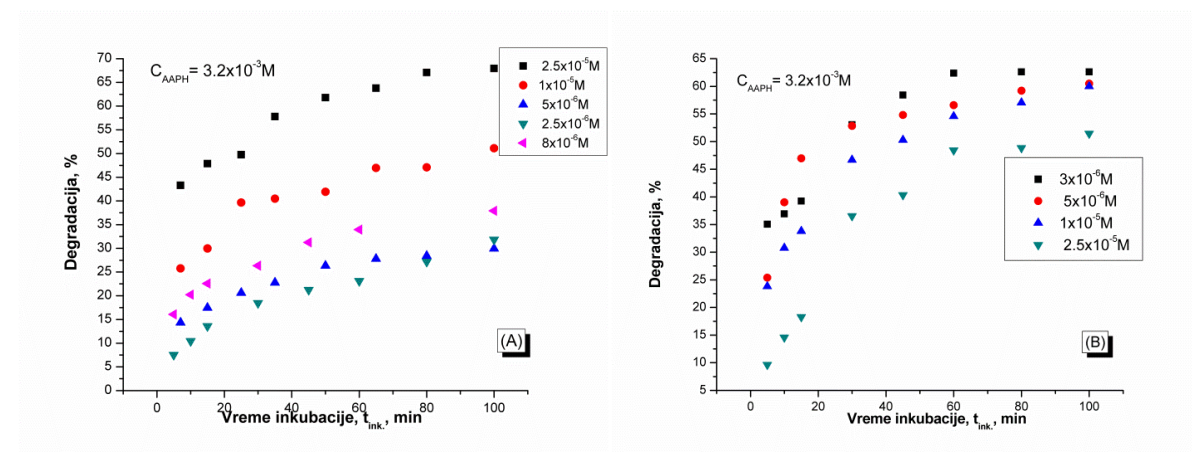 C_AAPH = 3.2x10⁻³M
2.5x10⁻⁵M
1x10⁻⁵M
5x10⁻⁶M
2.5x10⁻⁶M
8x10⁻⁶M
Degradacija, %
70
65
60
55
50
45
40
35
30
25
20
15
10
5
0
0 20 40 60 80 100
Vreme inkubacije, t_ink., min
(A)
C_AAPH = 3.2x10⁻³M
3x10⁻⁶M
5x10⁻⁶M
1x10⁻⁵M
2.5x10⁻⁵M
Degradacija, %
65
60
55
50
45
40
35
30
25
20
15
10
5
0 20 40 60 80 100
Vreme inkubacije, t_ink., min
(B)